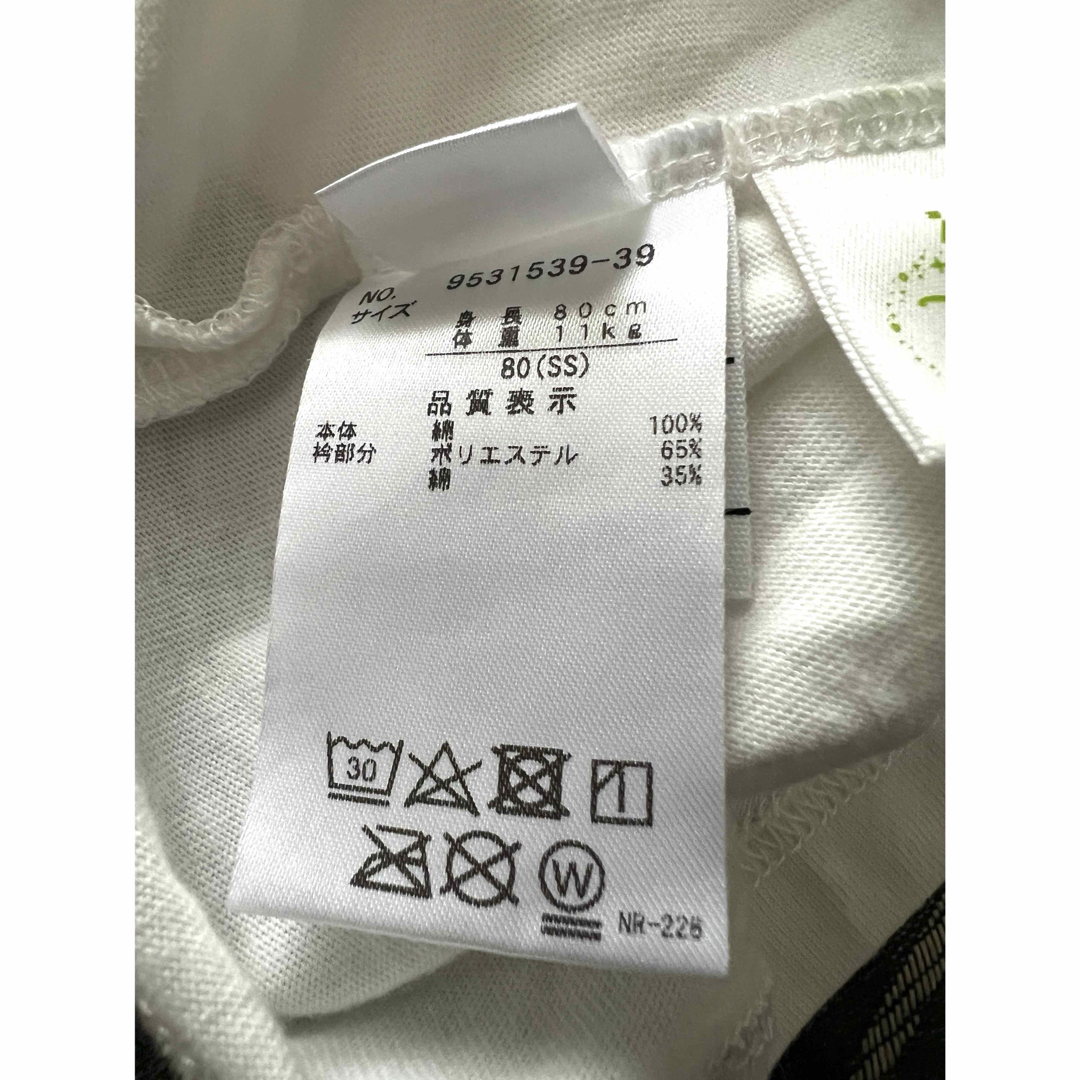 NO. 9531539-39
サイズ 身長 80cm
体重 11kg
80(SS)
品質表示
本体 綿 100%
衿部分 ポリエステル 65%
綿 35%
30
1
W
NR-226